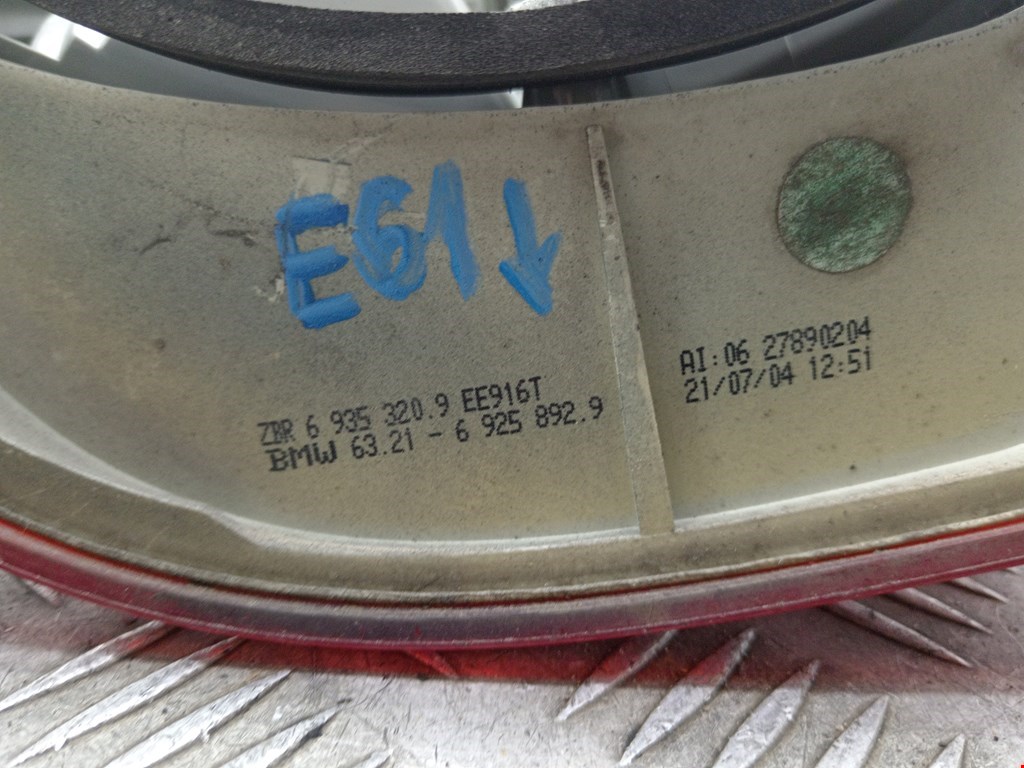 E61↓
ZBR 6 935 320.9 EE916T
BMW 63.21 - 6 925 892.9
AI:06 27890204
21/07/04 12:51